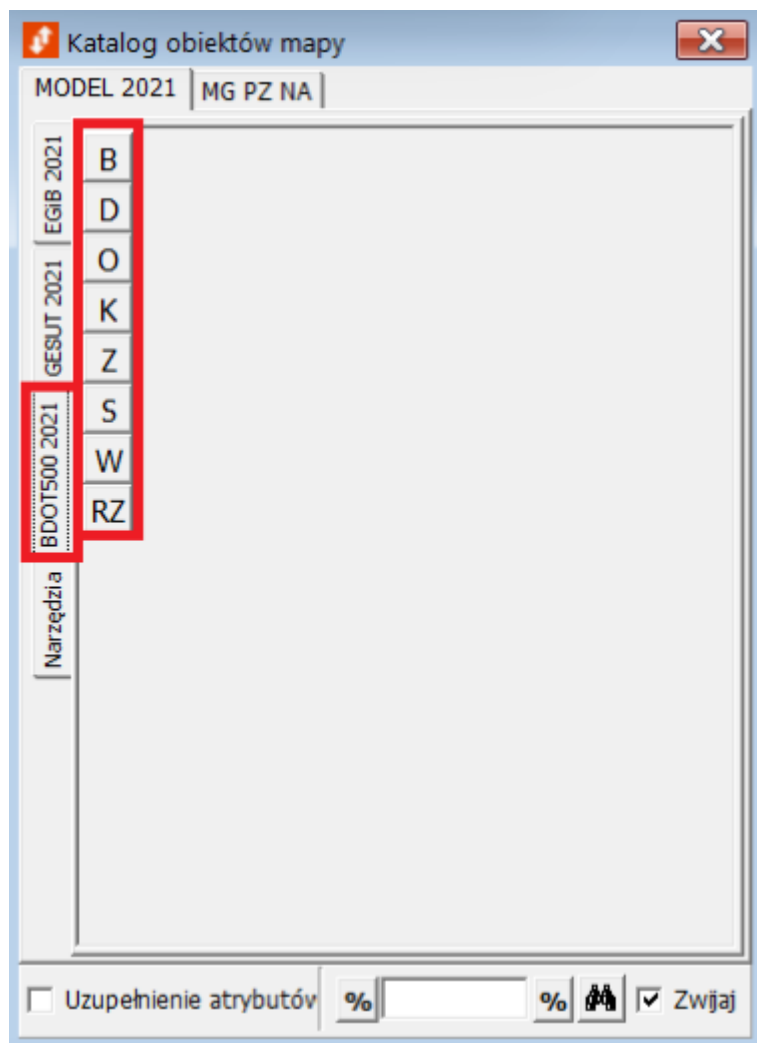 Katalog obiektów mapy
MODEL 2021 MG PZ NA
EGiB 2021
GESUT 2021
BDOT500 2021
Narzędzia
B
D
O
K
Z
S
W
RZ
Uzupełnienie atrybutów % % Zwijaj